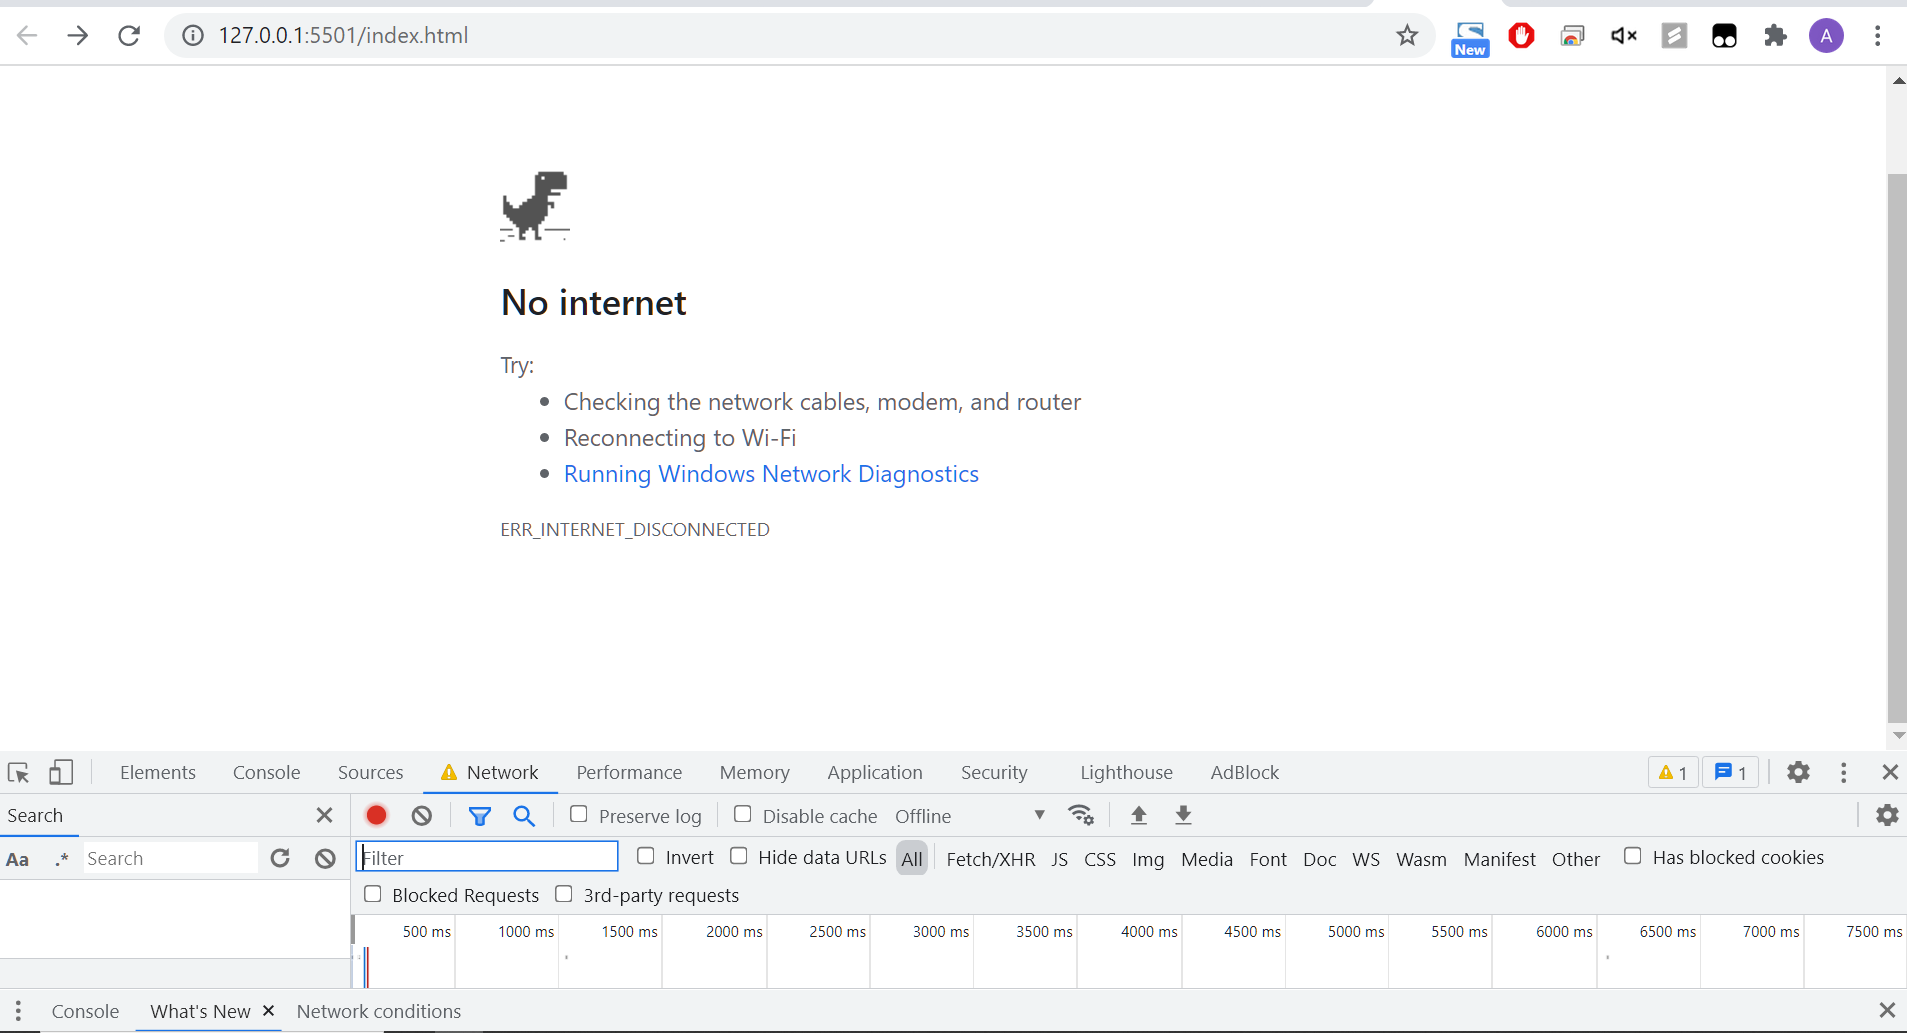 127.0.0.1:5501/index.html
New
A
No internet
Try:
Checking the network cables, modem, and router
Reconnecting to Wi-Fi
Running Windows Network Diagnostics
ERR_INTERNET_DISCONNECTED
Elements Console Sources Network Performance Memory Application Security Lighthouse AdBlock 1 1
Search Preserve log Disable cache Offline
Aa .* Search Filter Invert Hide data URLs All Fetch/XHR JS CSS Img Media Font Doc WS Wasm Manifest Other Has blocked cookies
Blocked Requests 3rd-party requests
500 ms 1000 ms 1500 ms 2000 ms 2500 ms 3000 ms 3500 ms 4000 ms 4500 ms 5000 ms 5500 ms 6000 ms 6500 ms 7000 ms 7500 ms
Console What's New Network conditions